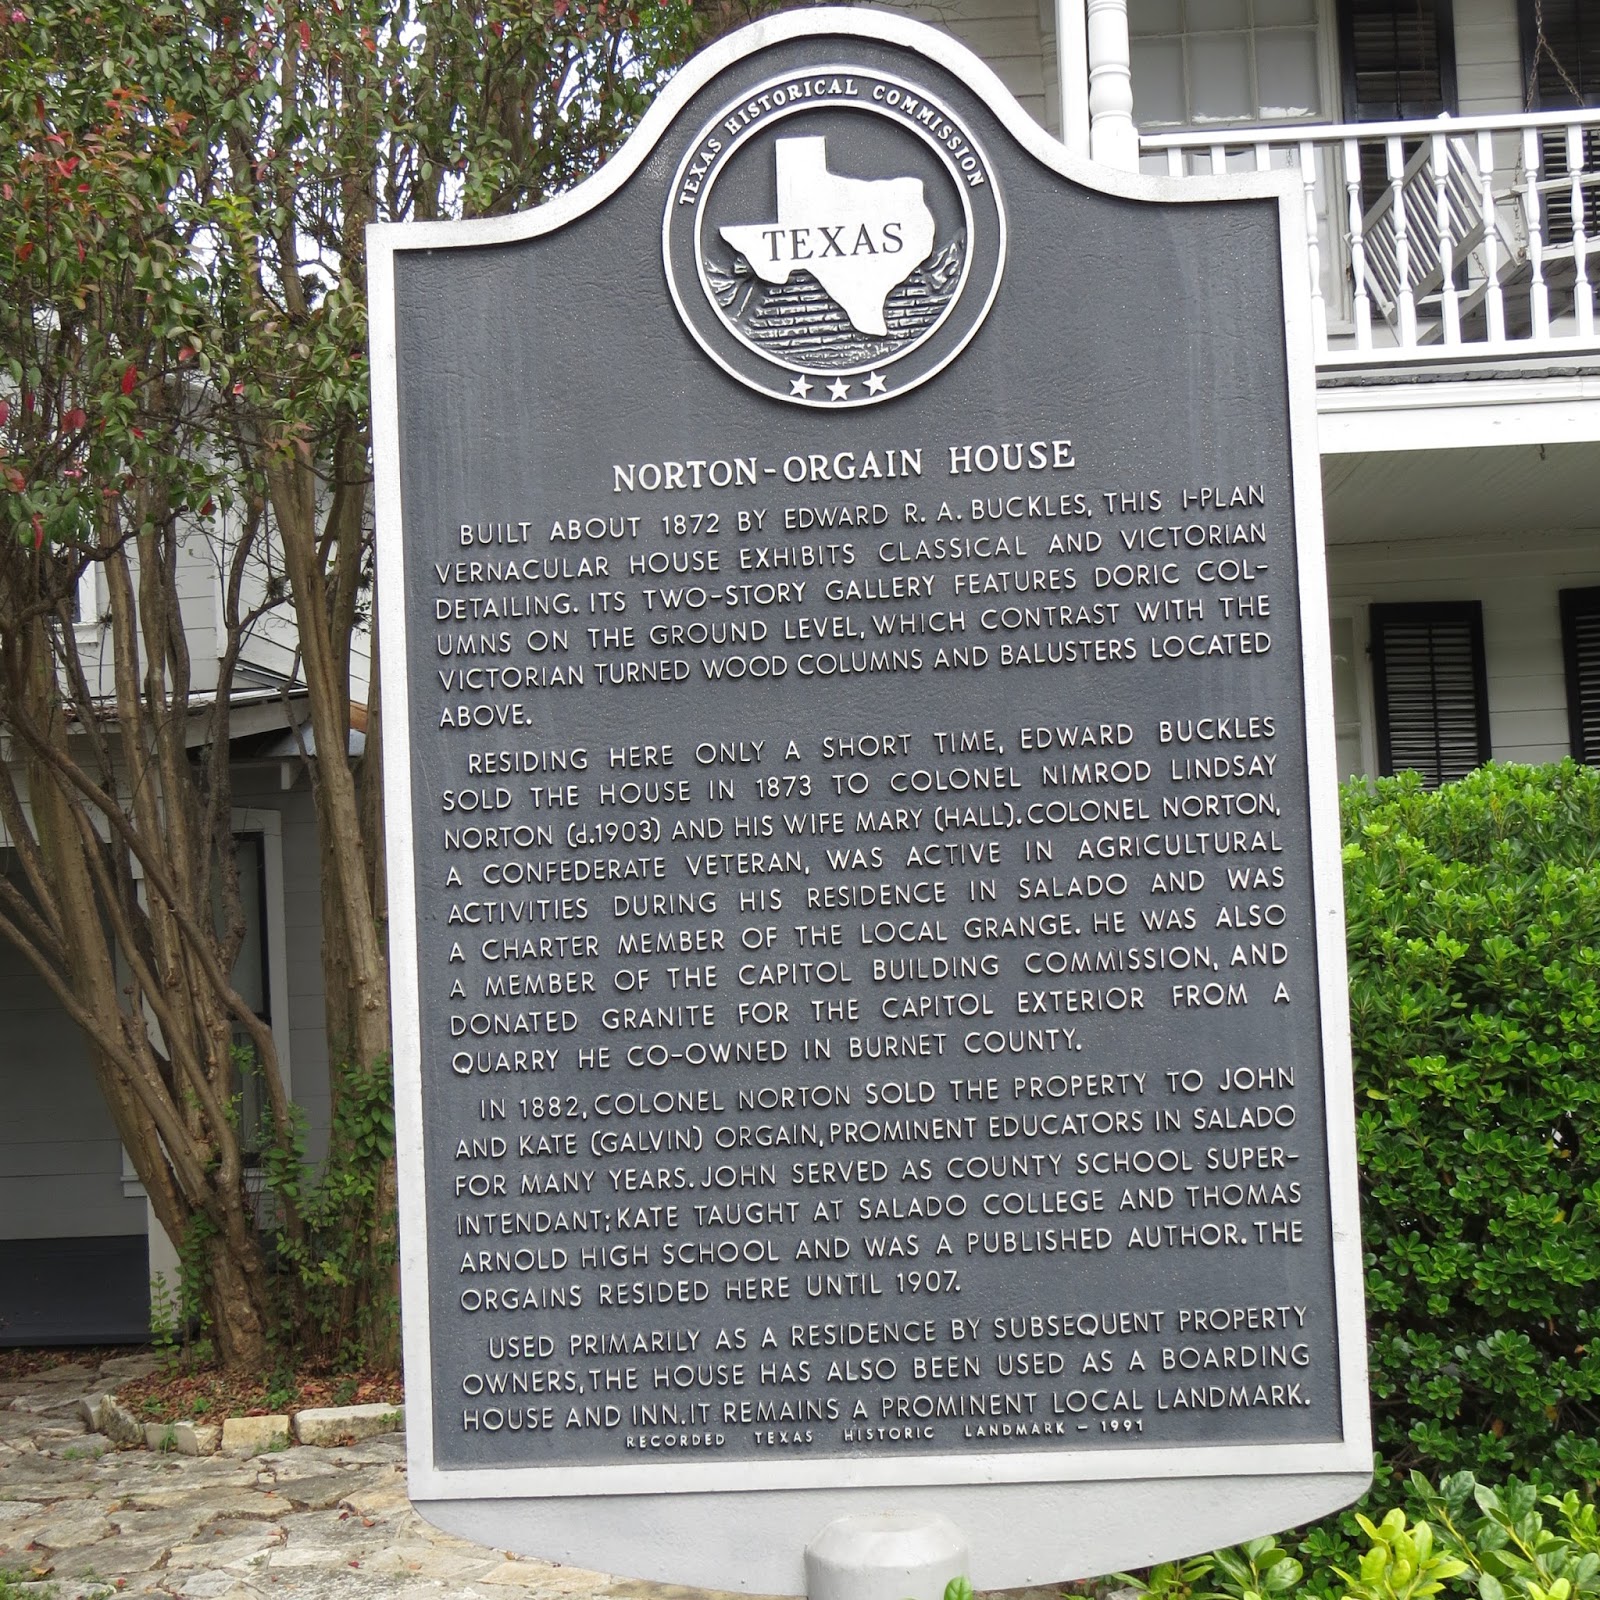 TEXAS HISTORICAL COMMISSION
TEXAS
NORTON-ORGAIN HOUSE
BUILT ABOUT 1872 BY EDWARD R. A. BUCKLES, THIS I-PLAN
VERNACULAR HOUSE EXHIBITS CLASSICAL AND VICTORIAN
DETAILING. ITS TWO-STORY GALLERY FEATURES DORIC COL-
UMNS ON THE GROUND LEVEL, WHICH CONTRAST WITH THE
VICTORIAN TURNED WOOD COLUMNS AND BALUSTERS LOCATED
ABOVE.
RESIDING HERE ONLY A SHORT TIME, EDWARD BUCKLES
SOLD THE HOUSE IN 1873 TO COLONEL NIMROD LINDSAY
NORTON (d.1903) AND HIS WIFE MARY (HALL). COLONEL NORTON,
A CONFEDERATE VETERAN, WAS ACTIVE IN AGRICULTURAL
ACTIVITIES DURING HIS RESIDENCE IN SALADO AND WAS
A CHARTER MEMBER OF THE LOCAL GRANGE. HE WAS ALSO
A MEMBER OF THE CAPITOL BUILDING COMMISSION, AND
DONATED GRANITE FOR THE CAPITOL EXTERIOR FROM A
QUARRY HE CO-OWNED IN BURNET COUNTY.
IN 1882, COLONEL NORTON SOLD THE PROPERTY TO JOHN
AND KATE (GALVIN) ORGAIN, PROMINENT EDUCATORS IN SALADO
FOR MANY YEARS. JOHN SERVED AS COUNTY SCHOOL SUPER-
INTENDANT; KATE TAUGHT AT SALADO COLLEGE AND THOMAS
ARNOLD HIGH SCHOOL AND WAS A PUBLISHED AUTHOR. THE
ORGAINS RESIDED HERE UNTIL 1907.
USED PRIMARILY AS A RESIDENCE BY SUBSEQUENT PROPERTY
OWNERS, THE HOUSE HAS ALSO BEEN USED AS A BOARDING
HOUSE AND INN. IT REMAINS A PROMINENT LOCAL LANDMARK.
RECORDED TEXAS HISTORIC LANDMARK – 1991